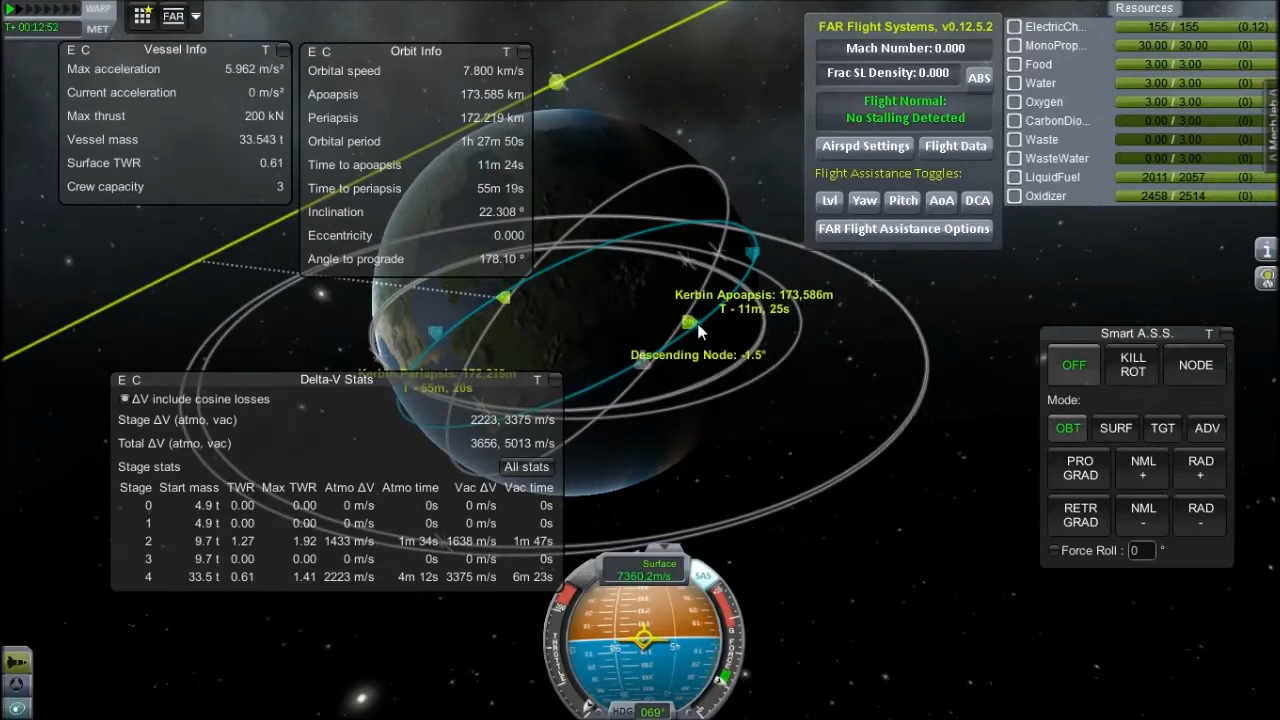 WARP
T+ 0:12:52
MET
FAR
E C Vessel Info T
Max acceleration 5.962 m/s²
Current acceleration 0 m/s²
Max thrust 200 kN
Vessel mass 33.543 t
Surface TWR 0.61
Crew capacity 3
E C Orbit Info T
Orbital speed 7.800 km/s
Apoapsis 173.585 km
Periapsis 172.219 km
Orbital period 1h 27m 50s
Time to apoapsis 11m 24s
Time to periapsis 55m 19s
Inclination 22.308 º
Eccentricity 0.000
Angle to prograde 178.10 º
FAR Flight Systems, v0.12.5.2
Mach Number: 0.000
Frac SL Density: 0.000
ABS
Flight Normal:
No Stalling Detected
Airspd Settings Flight Data
Flight Assistance Toggles:
Lvl Yaw Pitch AoA DCA
FAR Flight Assistance Options
Resources
ElectricCh... 155 / 155 (0.12)
MonoProp... 30.00 / 30.00 (0)
Food 3.00 / 3.00 (0)
Water 3.00 / 3.00 (0)
Oxygen 3.00 / 3.00 (0)
CarbonDio... 0.00 / 3.00 (0)
Waste 0.00 / 3.00 (0)
WasteWater 0.00 / 3.00 (0)
LiquidFuel 2011 / 2057 (0)
Oxidizer 2458 / 2514 (0)
Kerbin Apoapsis: 173,586m
T - 11m, 25s
DN
Descending Node: -1.5°
Kerbin Periapsis: 172,218m
T - 55m, 20s
E C Delta-V Stats T
ΔV include cosine losses
Stage ΔV (atmo, vac) 2223, 3375 m/s
Total ΔV (atmo, vac) 3656, 5013 m/s
Stage stats All stats
Stage Start mass TWR Max TWR Atmo ΔV Atmo time Vac ΔV Vac time
0 4.9 t 0.00 0.00 0 m/s 0s 0 m/s 0s
1 4.9 t 0.00 0.00 0 m/s 0s 0 m/s 0s
2 9.7 t 1.27 1.92 1433 m/s 1m 34s 1638 m/s 1m 47s
3 9.7 t 0.00 0.00 0 m/s 0s 0 m/s 0s
4 33.5 t 0.61 1.41 2223 m/s 4m 12s 3375 m/s 6m 23s
Smart A.S.S. T
OFF KILL ROT NODE
Mode:
OBT SURF TGT ADV
PRO GRAD NML + RAD +
RETR GRAD NML - RAD -
Force Roll : 0 °
Surface
7360.2m/s
SAS
THROTTLE
G FORCE
HDG 069°